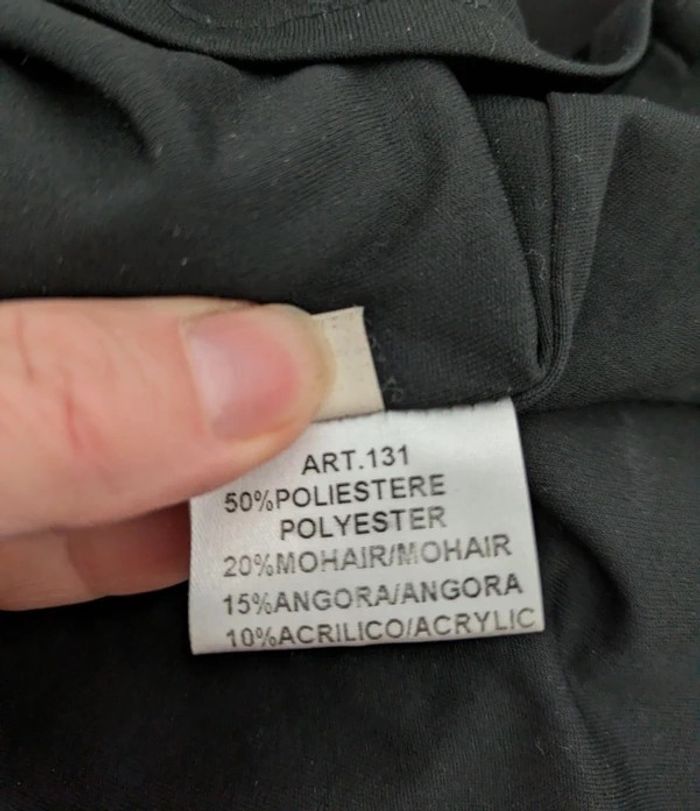 ART.131
50%POLIESTERE
POLYESTER
20%MOHAIR/MOHAIR
15%ANGORA/ANGORA
10%ACRILICO/ACRYLIC